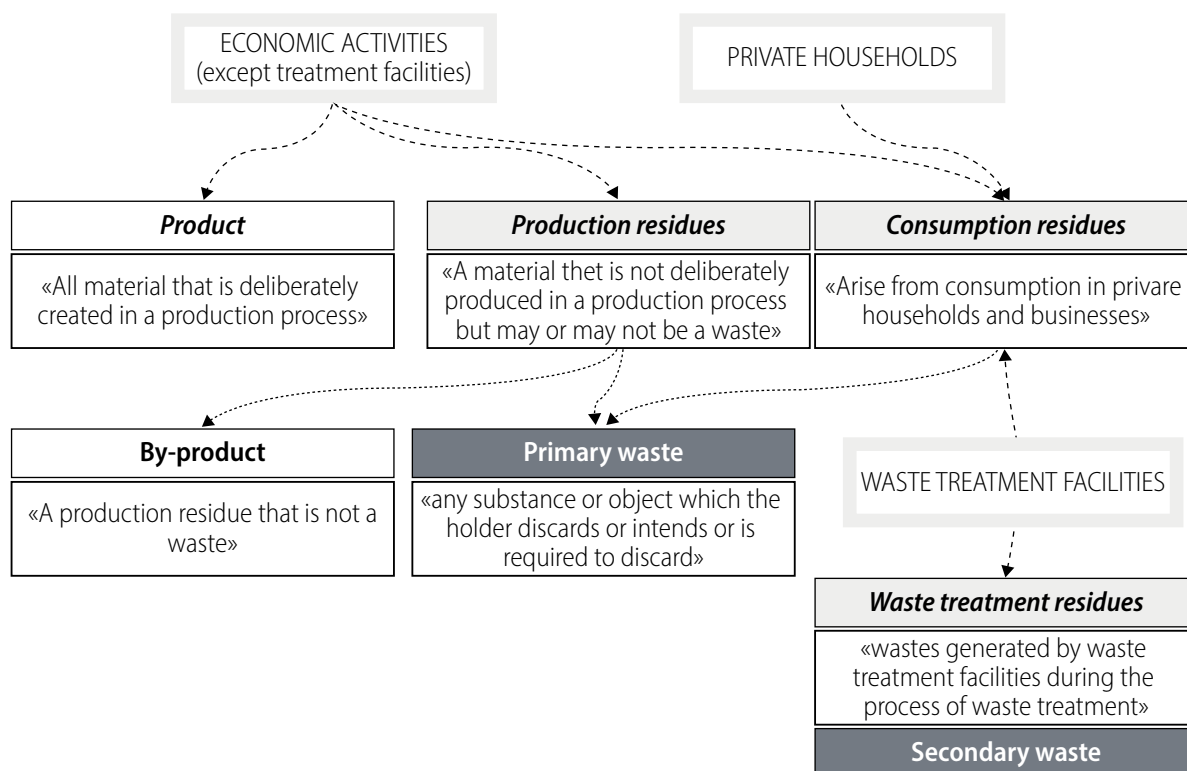 ECONOMIC ACTIVITIES
(except treatment facilities)
PRIVATE HOUSEHOLDS
Product
«All material that is deliberately
created in a production process»
Production residues
«A material thet is not deliberately
produced in a production process
but may or may not be a waste»
Consumption residues
«Arise from consumption in privare
households and businesses»
By-product
«A production residue that is not a
waste»
Primary waste
«any substance or object which the
holder discards or intends or is
required to discard»
WASTE TREATMENT FACILITIES
Waste treatment residues
«wastes generated by waste
treatment facilities during the
process of waste treatment»
Secondary waste